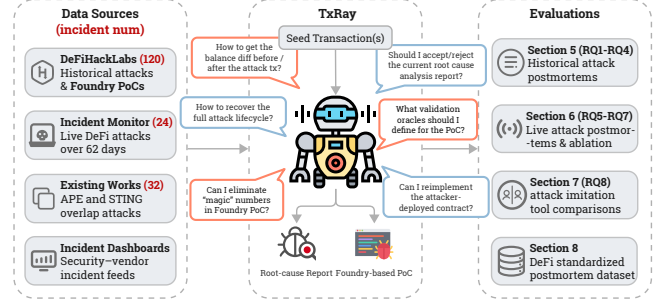 Data Sources
(incident num)
DeFiHackLabs (120)
Historical attacks
& Foundry PoCs
Incident Monitor (24)
Live DeFi attacks
over 62 days
Existing Works (32)
APE and STING
overlap attacks
Incident Dashboards
Security–vendor
incident feeds
TxRay
Seed Transaction(s)
How to get the
balance diff before /
after the attack tx?
Should I accept/reject
the current root cause
analysis report?
How to recover the
full attack lifecycle?
What validation
oracles should I
define for the PoC?
Can I eliminate
"magic" numbers
in Foundry PoC?
Can I reimplement
the attacker-
deployed contract?
Root-cause Report
Foundry-based PoC
Evaluations
Section 5 (RQ1-RQ4)
Historical attack
postmortems
Section 6 (RQ5-RQ7)
Live attack postmor-
-tems & ablation
Section 7 (RQ8)
attack imitation
tool comparisons
Section 8
DeFi standardized
postmortem dataset